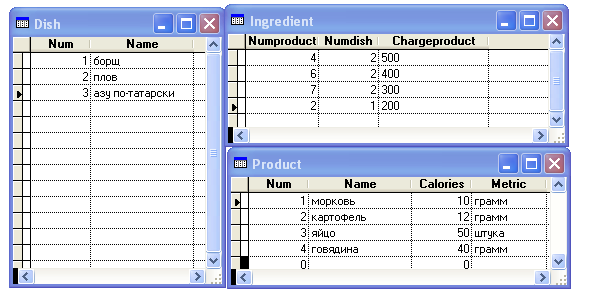 Dish
Num Name
1 борщ
2 плов
3 азу по-татарски
Ingredient
Numproduct Numdish Chargeproduct
4 2 500
6 2 400
7 2 300
2 1 200
Product
Num Name Calories Metric
1 морковь 10 грамм
2 картофель 12 грамм
3 яйцо 50 штука
4 говядина 40 грамм
0 0